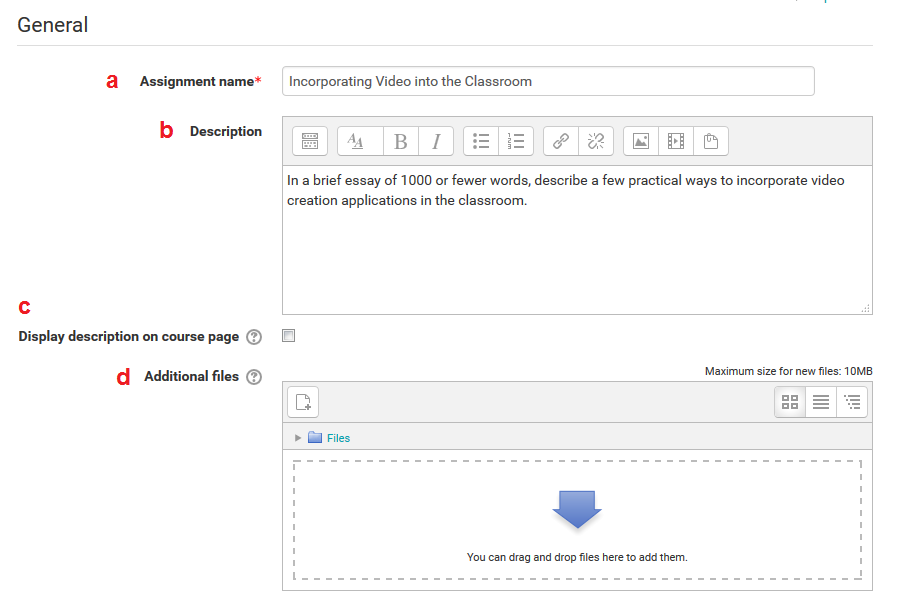 General
a Assignment name* Incorporating Video into the Classroom
b Description
B I
In a brief essay of 1000 or fewer words, describe a few practical ways to incorporate video
creation applications in the classroom.
c
Display description on course page ?
d Additional files ?
Maximum size for new files: 10MB
Files
You can drag and drop files here to add them.